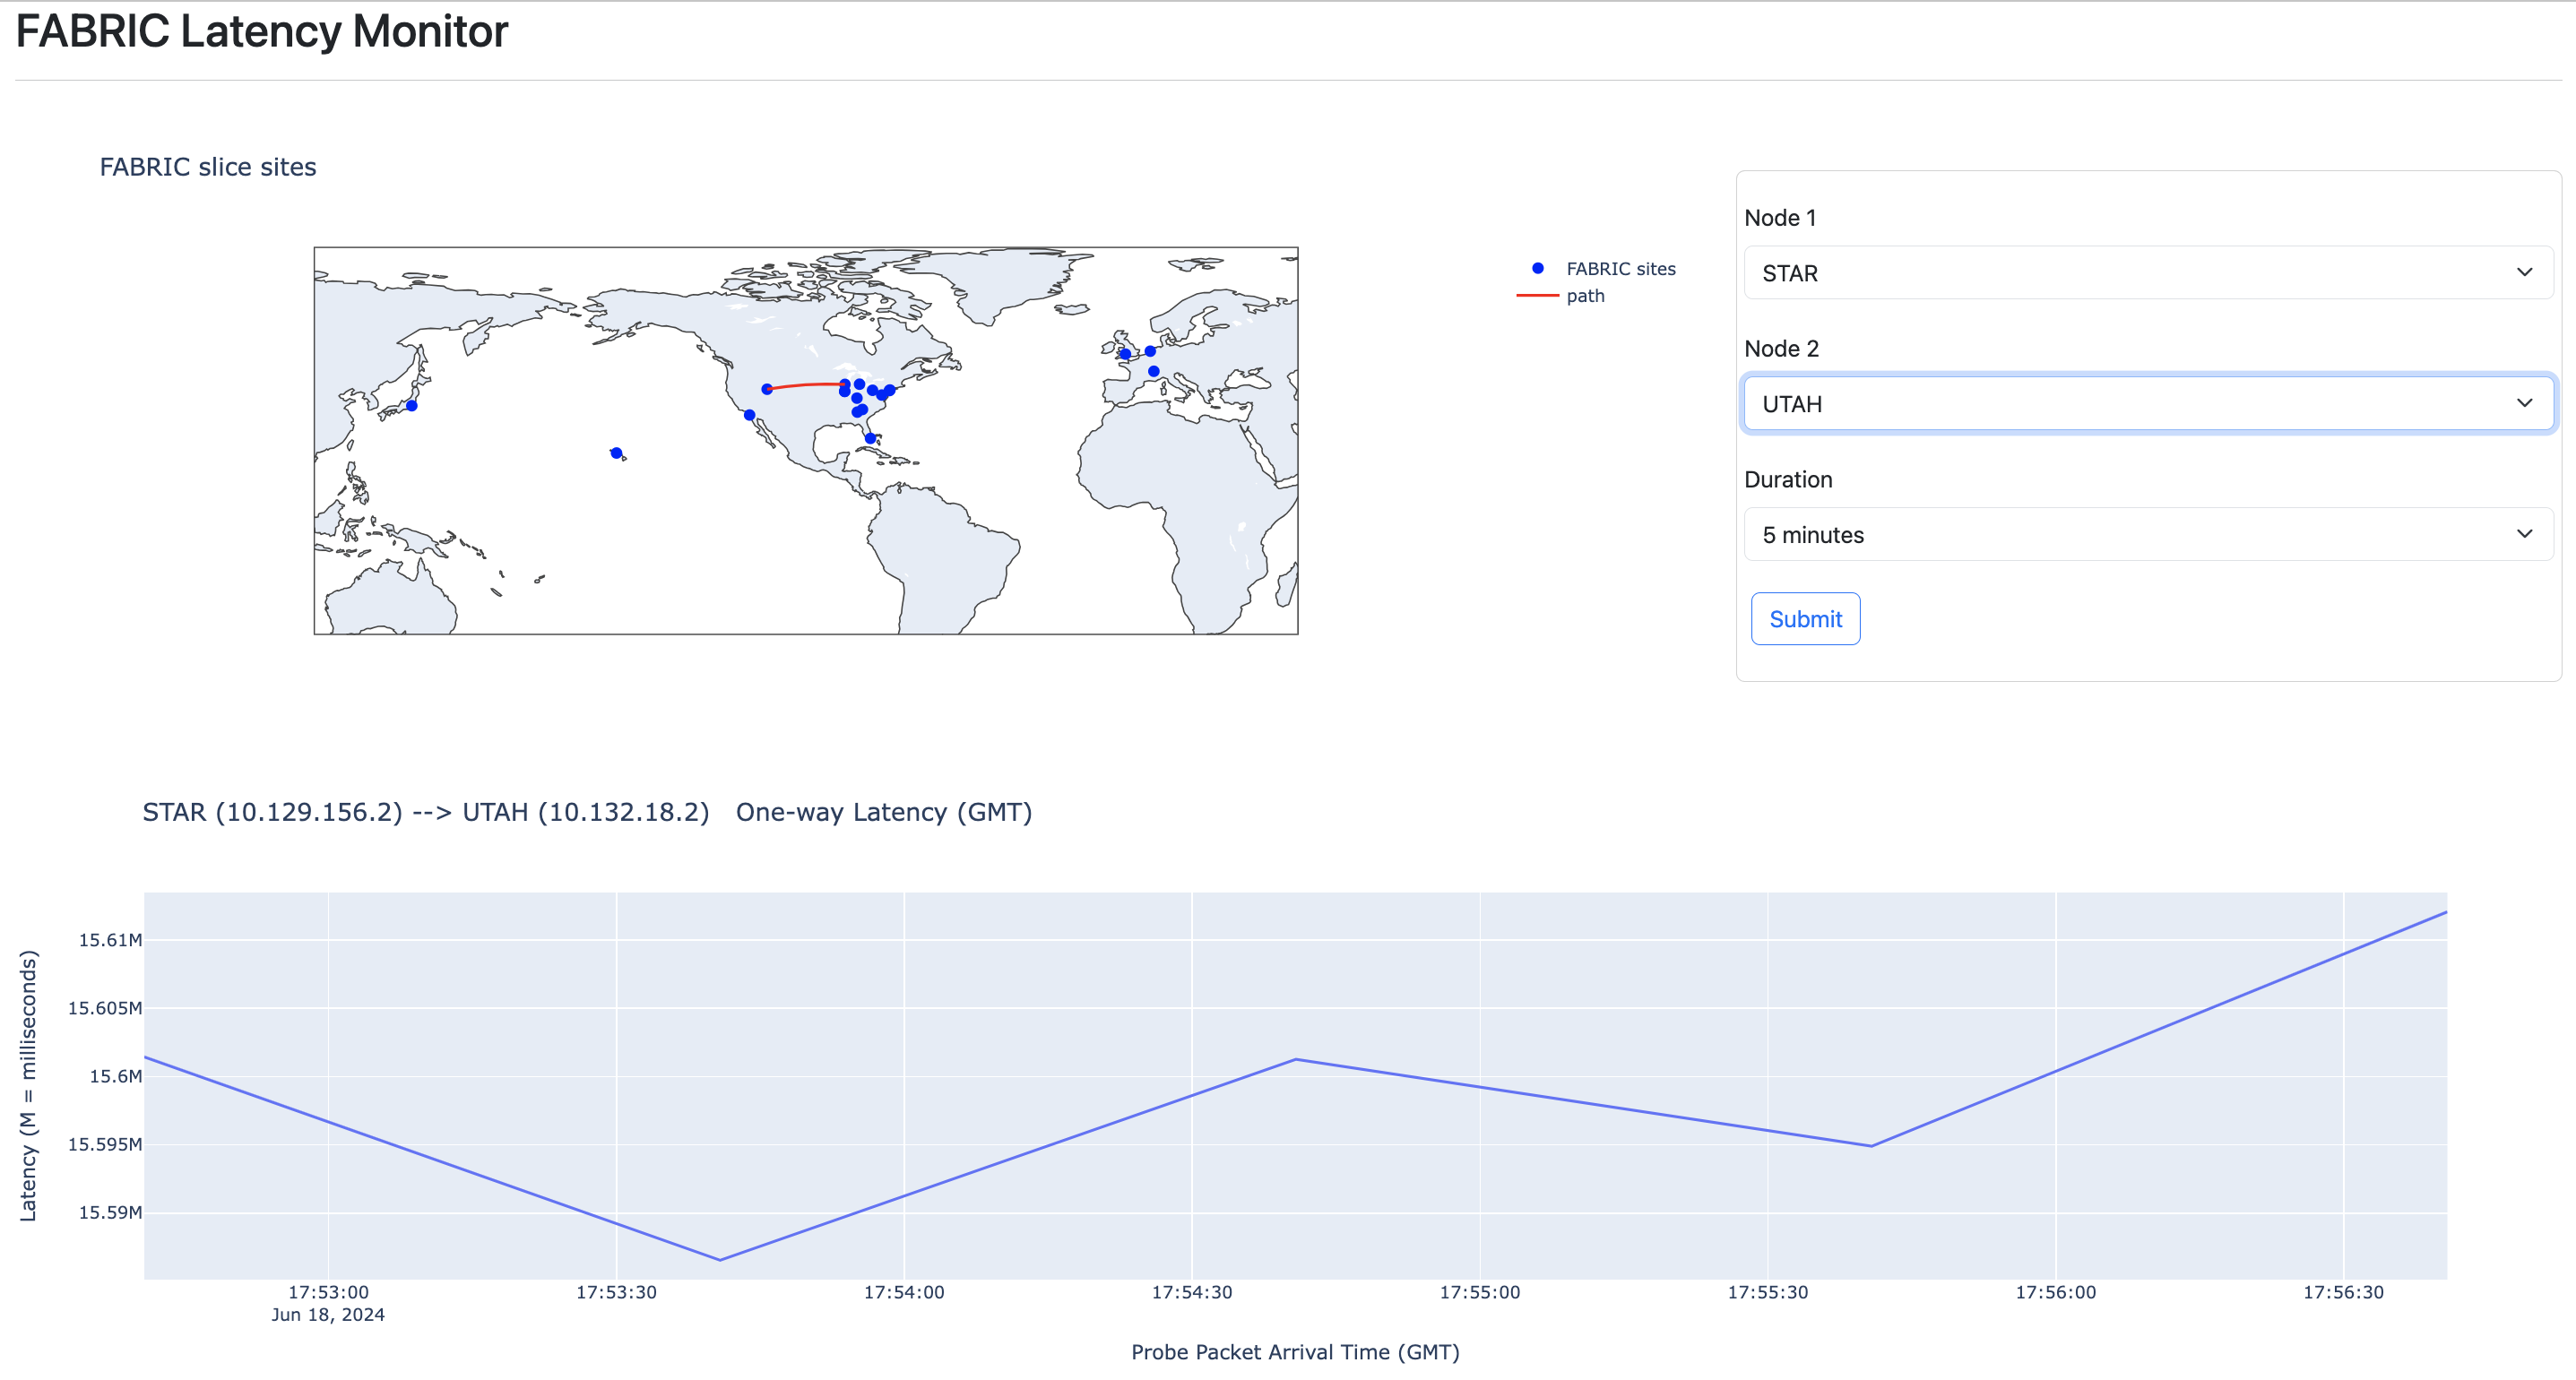 FABRIC Latency Monitor
FABRIC slice sites
FABRIC sites
path
Node 1
STAR
Node 2
UTAH
Duration
5 minutes
Submit
STAR (10.129.156.2) --> UTAH (10.132.18.2)   One-way Latency (GMT)
Latency (M = milliseconds)
15.61M
15.605M
15.6M
15.595M
15.59M
17:53:00 17:53:30 17:54:00 17:54:30 17:55:00 17:55:30 17:56:00 17:56:30
Jun 18, 2024
Probe Packet Arrival Time (GMT)